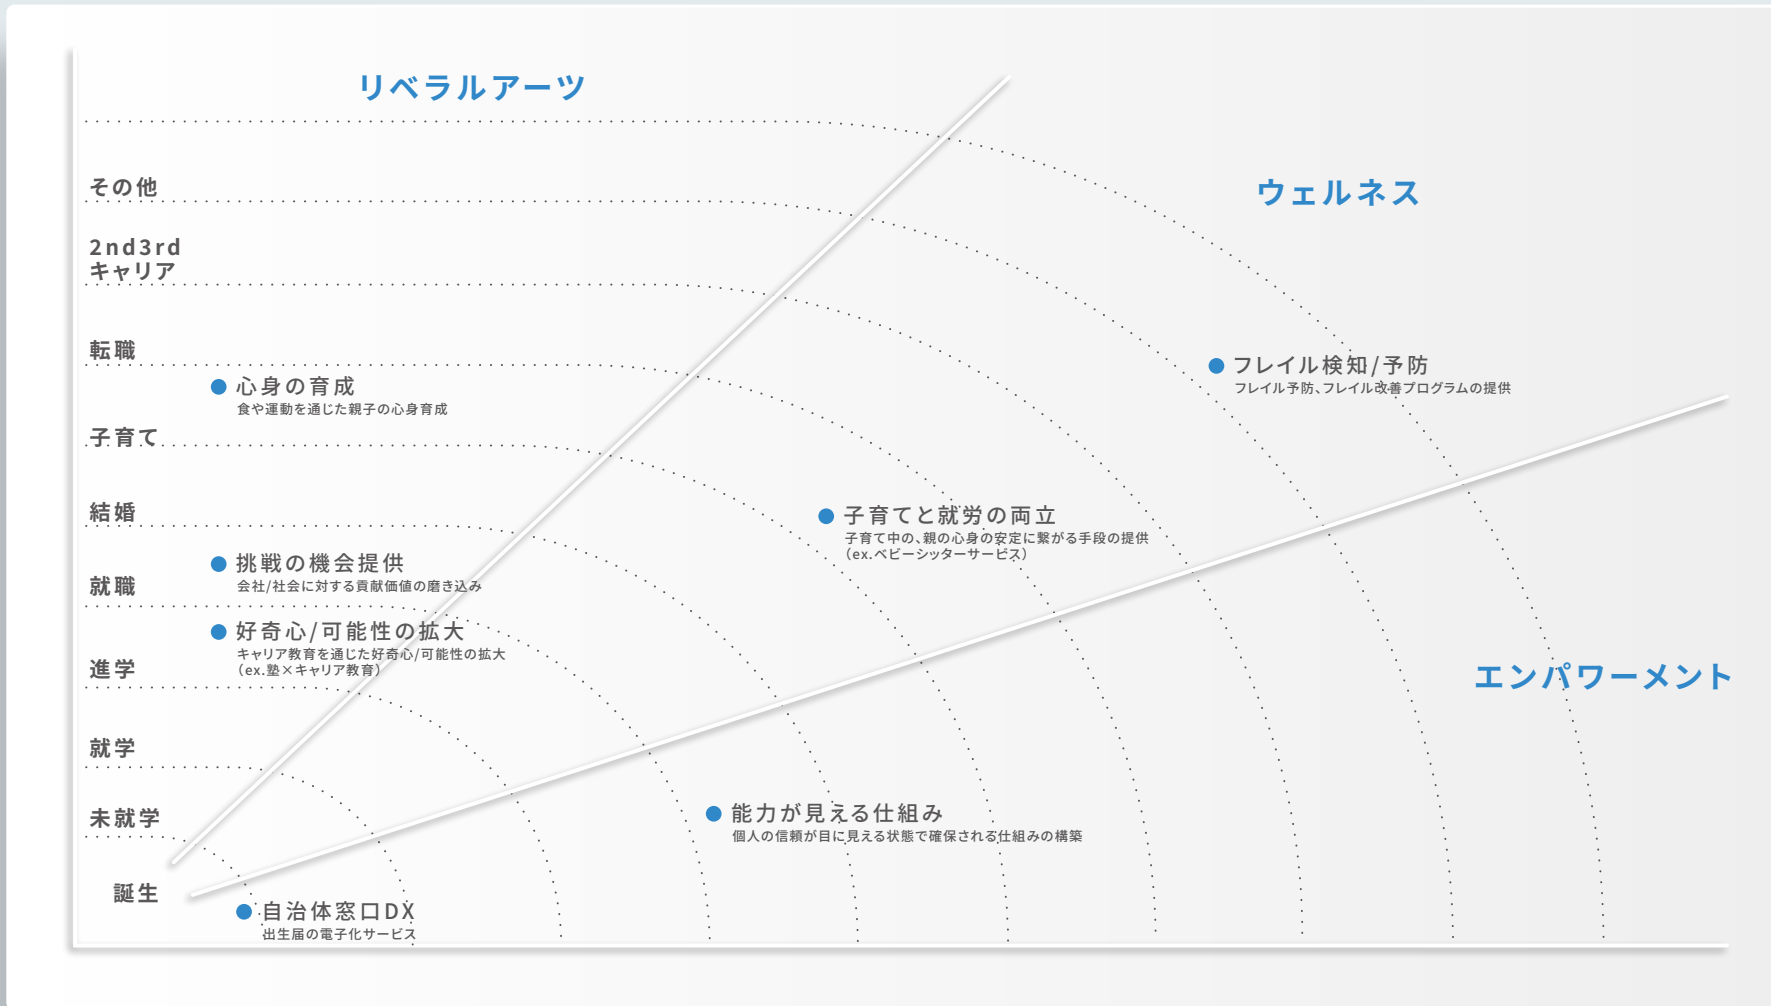 リベラルアーツ
ウェルネス
エンパワーメント
その他
2nd3rd
キャリア
転職
子育て
結婚
就職
進学
就学
未就学
誕生
心身の育成
食や運動を通じた親子の心身育成
挑戦の機会提供
会社/社会に対する貢献価値の磨き込み
好奇心/可能性の拡大
キャリア教育を通じた好奇心/可能性の拡大
（ex.塾×キャリア教育）
フレイル検知/予防
フレイル予防、フレイル改善プログラムの提供
子育てと就労の両立
子育て中の、親の心身の安定に繋がる手段の提供
（ex.ベビーシッターサービス）
能力が見える仕組み
個人の信頼が目に見える状態で確保される仕組みの構築
自治体窓口DX
出生届の電子化サービス